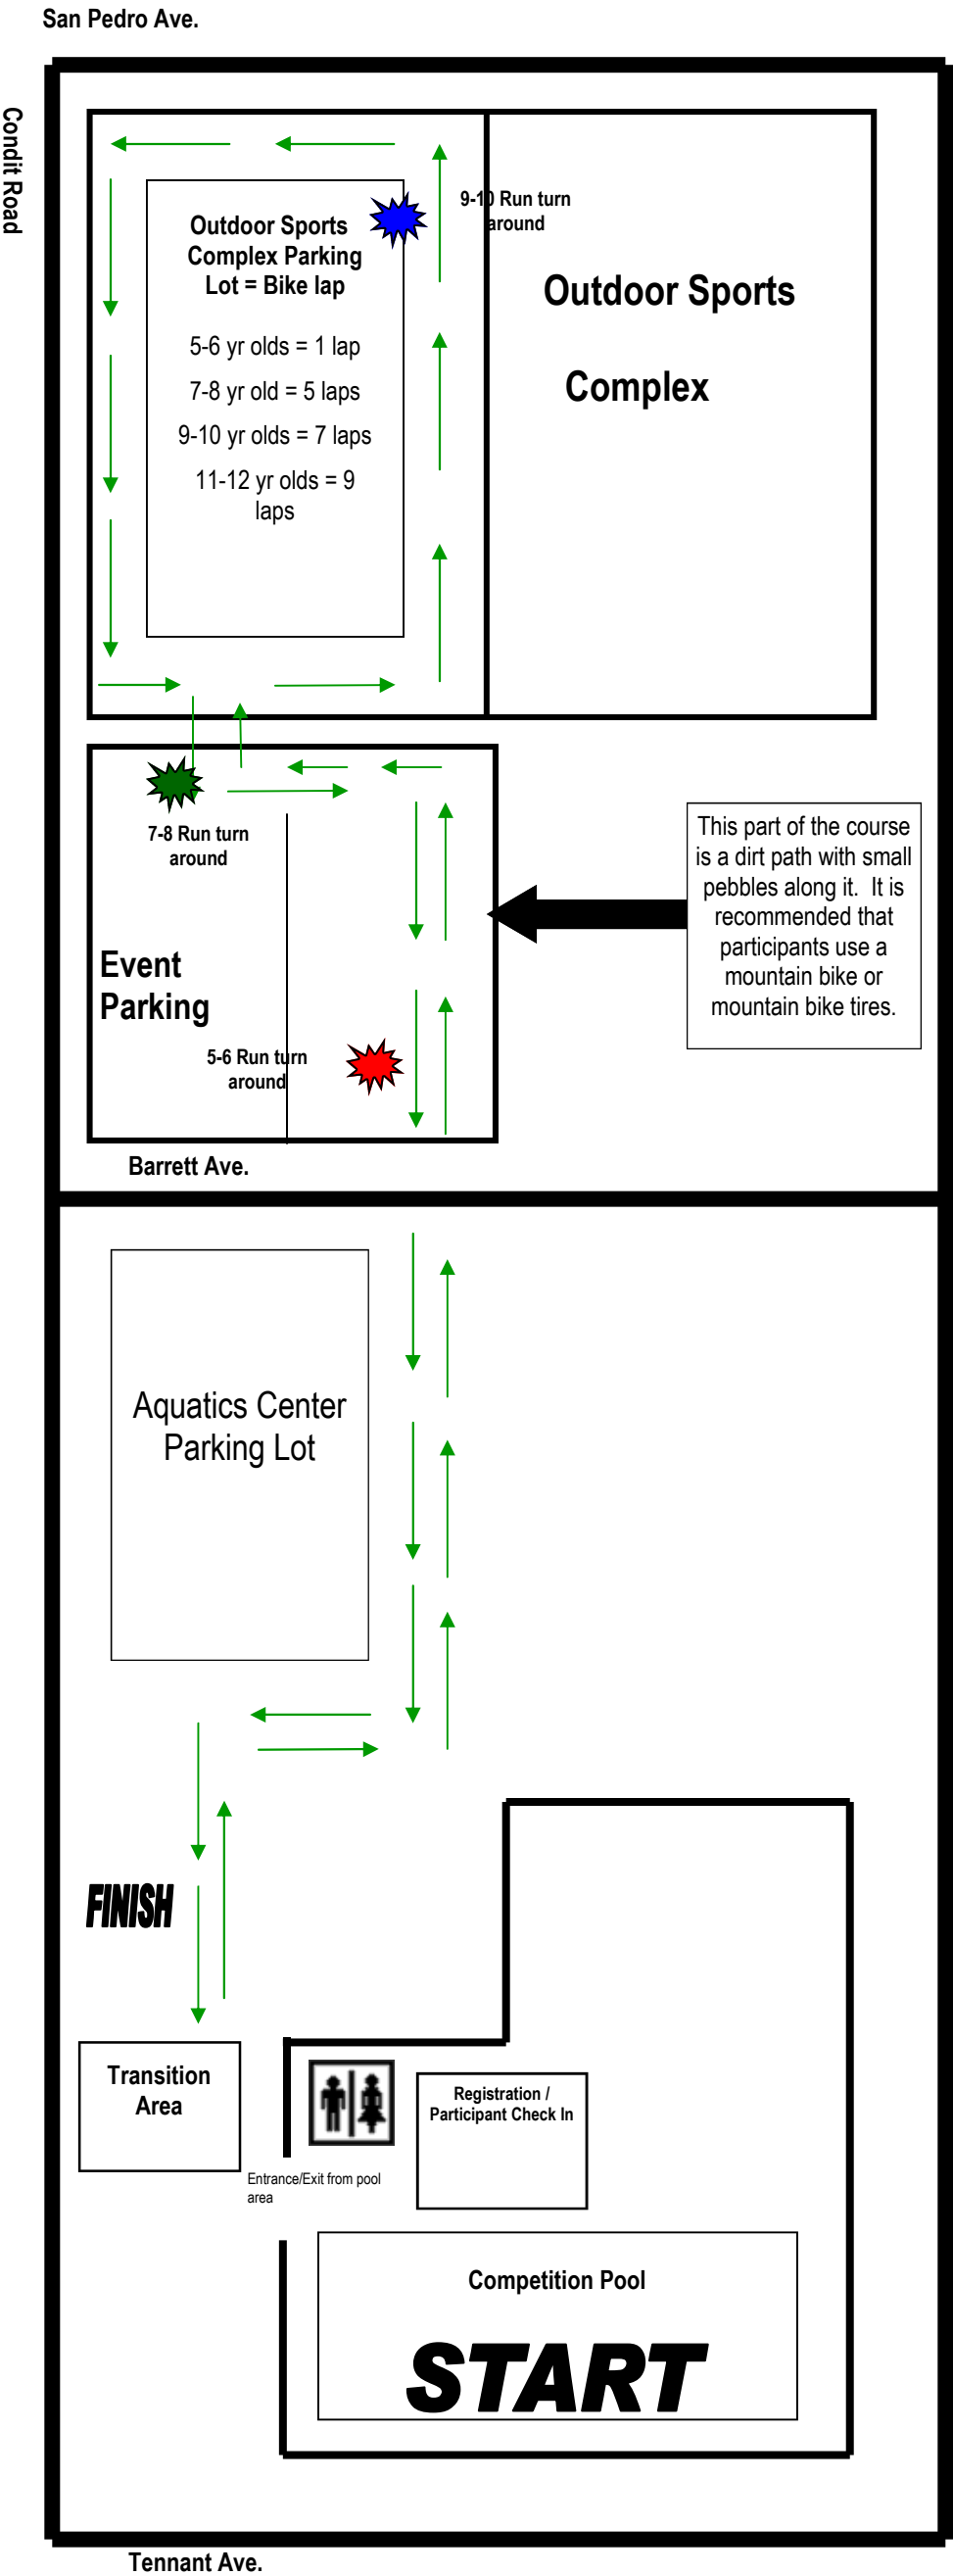 San Pedro Ave.
Condit Road
9-10 Run turn
around
Outdoor Sports
Complex Parking
Lot = Bike lap
5-6 yr olds = 1 lap
7-8 yr old = 5 laps
9-10 yr olds = 7 laps
11-12 yr olds = 9
laps
Outdoor Sports
Complex
7-8 Run turn
around
This part of the course
is a dirt path with small
pebbles along it. It is
recommended that
participants use a
mountain bike or
mountain bike tires.
Event
Parking
5-6 Run turn
around
Barrett Ave.
Aquatics Center
Parking Lot
FINISH
Transition
Area
Registration /
Participant Check In
Entrance/Exit from pool
area
Competition Pool
START
Tennant Ave.